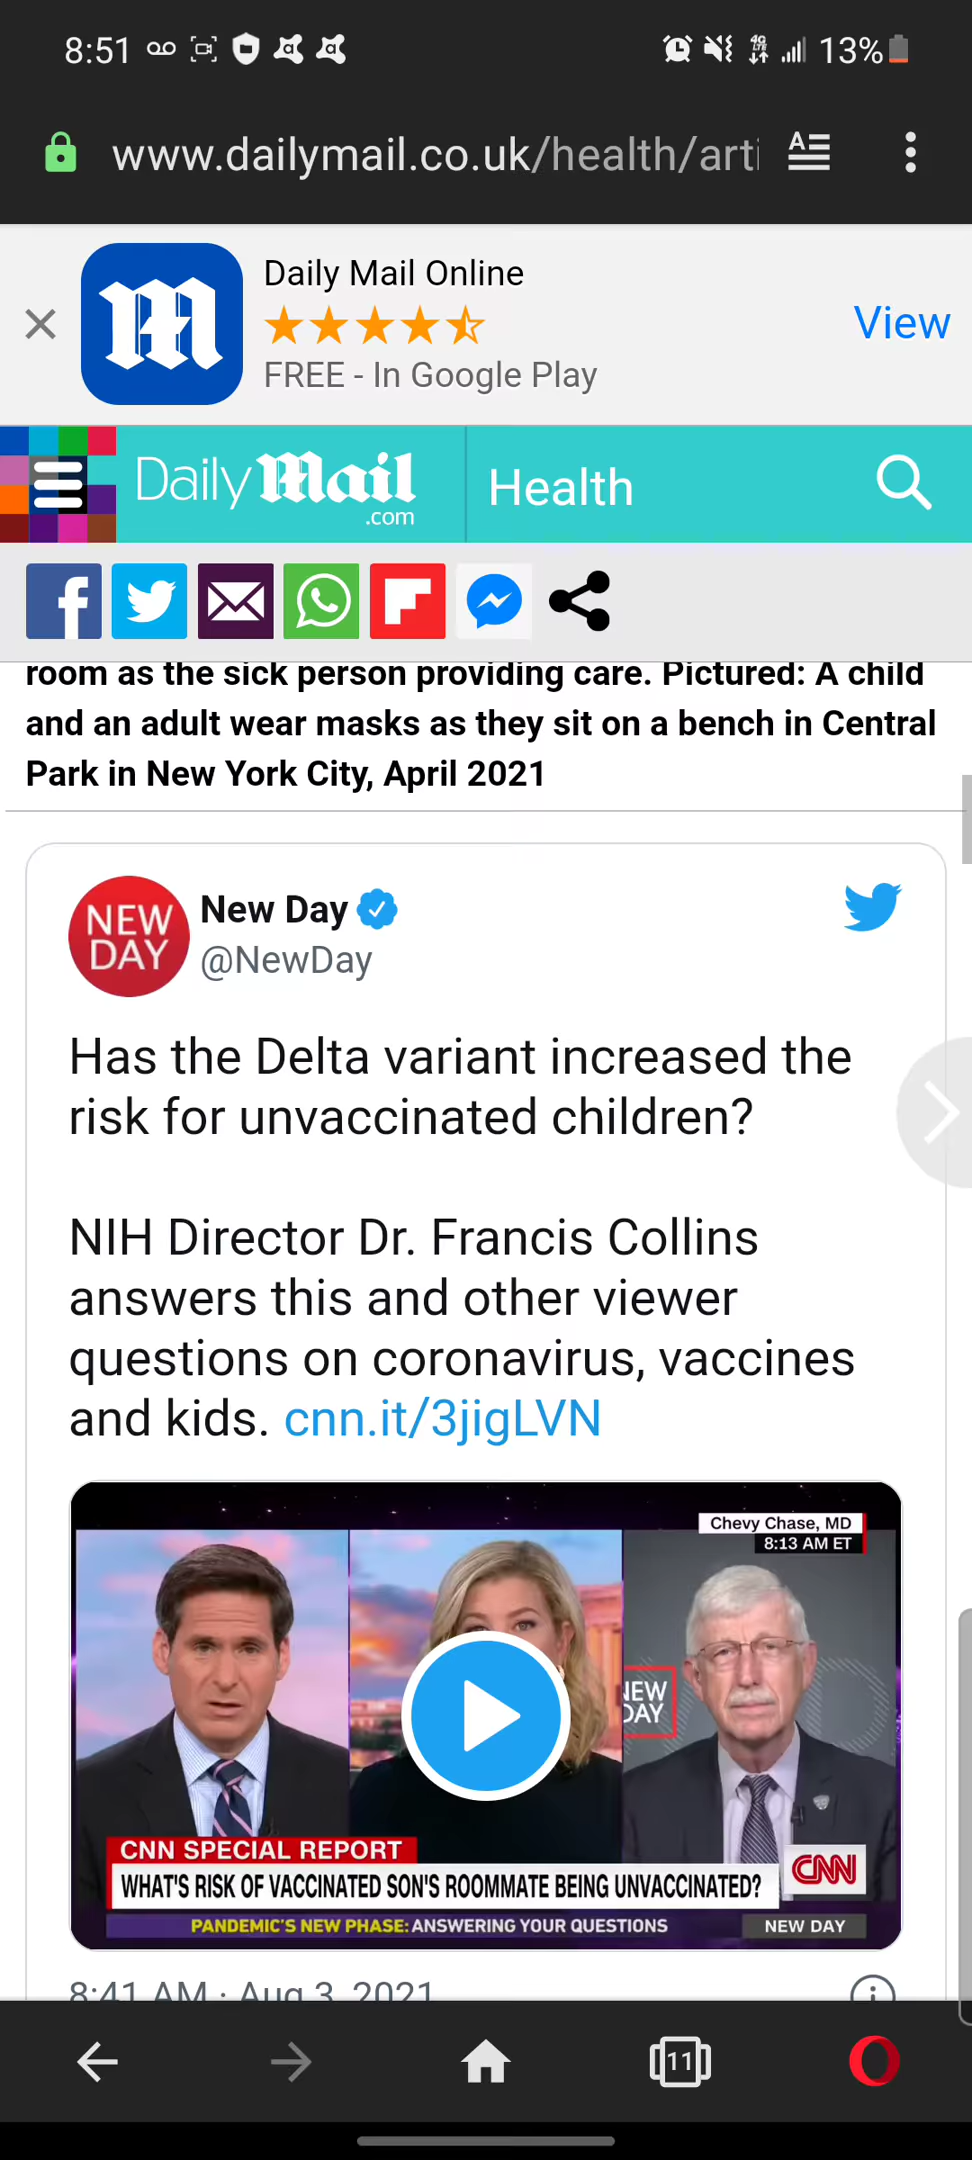 8:51
13%
www.dailymail.co.uk/health/arti
Daily Mail Online
FREE - In Google Play
View
Daily Mail
.com
Health
room as the sick person providing care. Pictured: A child
and an adult wear masks as they sit on a bench in Central
Park in New York City, April 2021
NEW
DAY
New Day
@NewDay
Has the Delta variant increased the
risk for unvaccinated children?
NIH Director Dr. Francis Collins
answers this and other viewer
questions on coronavirus, vaccines
and kids. cnn.it/3jigLVN
Chevy Chase, MD
8:13 AM ET
NEW
DAY
CNN SPECIAL REPORT
WHAT'S RISK OF VACCINATED SON'S ROOMMATE BEING UNVACCINATED?
CNN
PANDEMIC'S NEW PHASE: ANSWERING YOUR QUESTIONS
NEW DAY
8:41 AM · Aug 3, 2021
11